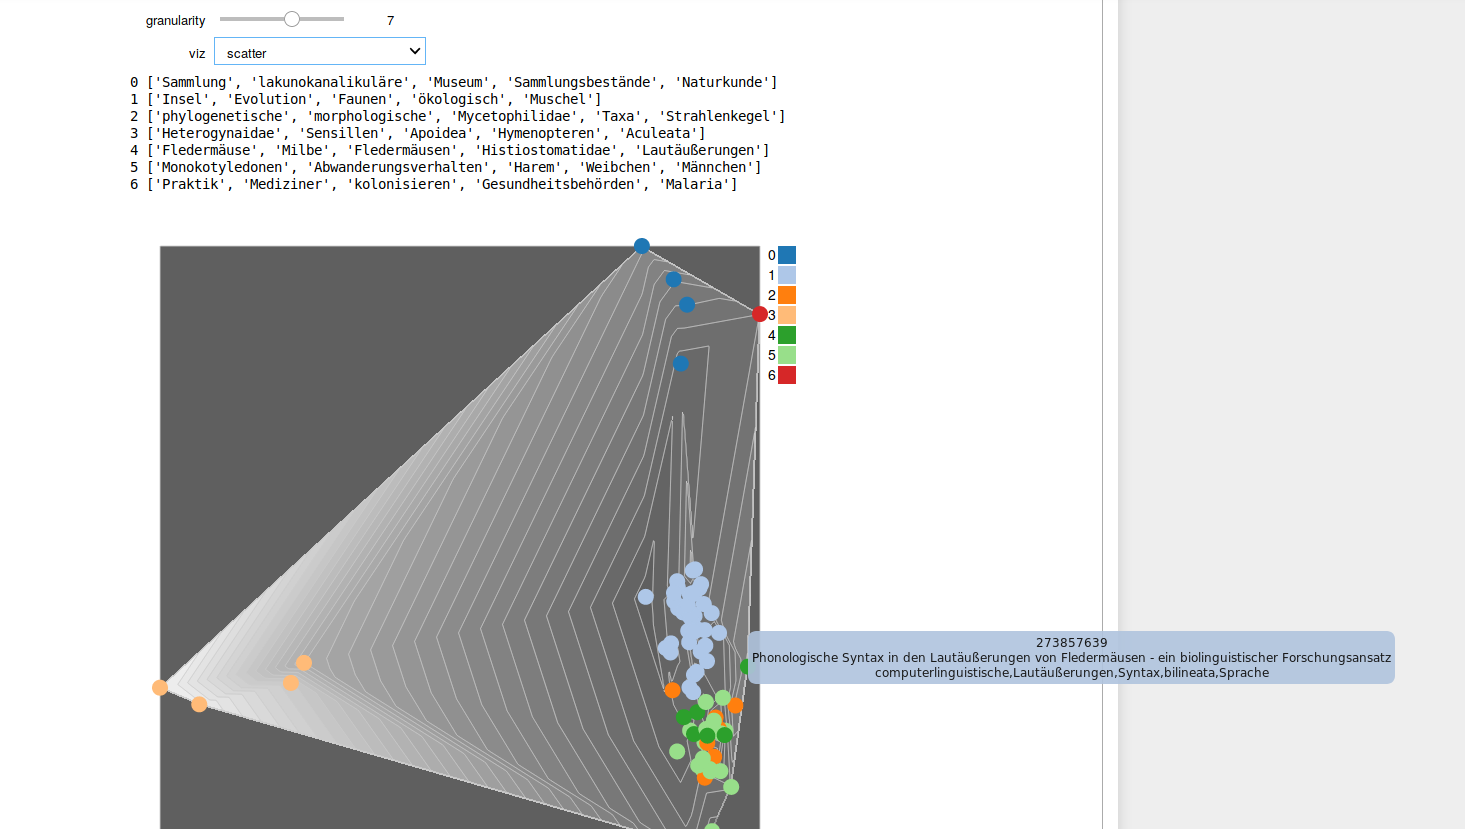 granularity 7
viz scatter
0 ['Sammlung', 'lakunokanalikuläre', 'Museum', 'Sammlungsbestände', 'Naturkunde']
1 ['Insel', 'Evolution', 'Faunen', 'ökologisch', 'Muschel']
2 ['phylogenetische', 'morphologische', 'Mycetophilidae', 'Taxa', 'Strahlenkegel']
3 ['Heterogynaidae', 'Sensillen', 'Apoidea', 'Hymenopteren', 'Aculeata']
4 ['Fledermäuse', 'Milbe', 'Fledermäusen', 'Histiostomatidae', 'Lautäußerungen']
5 ['Monokotyledonen', 'Abwanderungsverhalten', 'Harem', 'Weibchen', 'Männchen']
6 ['Praktik', 'Mediziner', 'kolonisieren', 'Gesundheitsbehörden', 'Malaria']
0
1
2
3
4
5
6
273857639
Phonologische Syntax in den Lautäußerungen von Fledermäusen - ein biolinguistischer Forschungsansatz
computerlinguistische,Lautäußerungen,Syntax,bilineata,Sprache